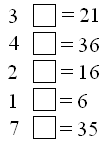 3 □ = 21
4 □ = 36
2 □ = 16
1 □ = 6
7 □ = 35